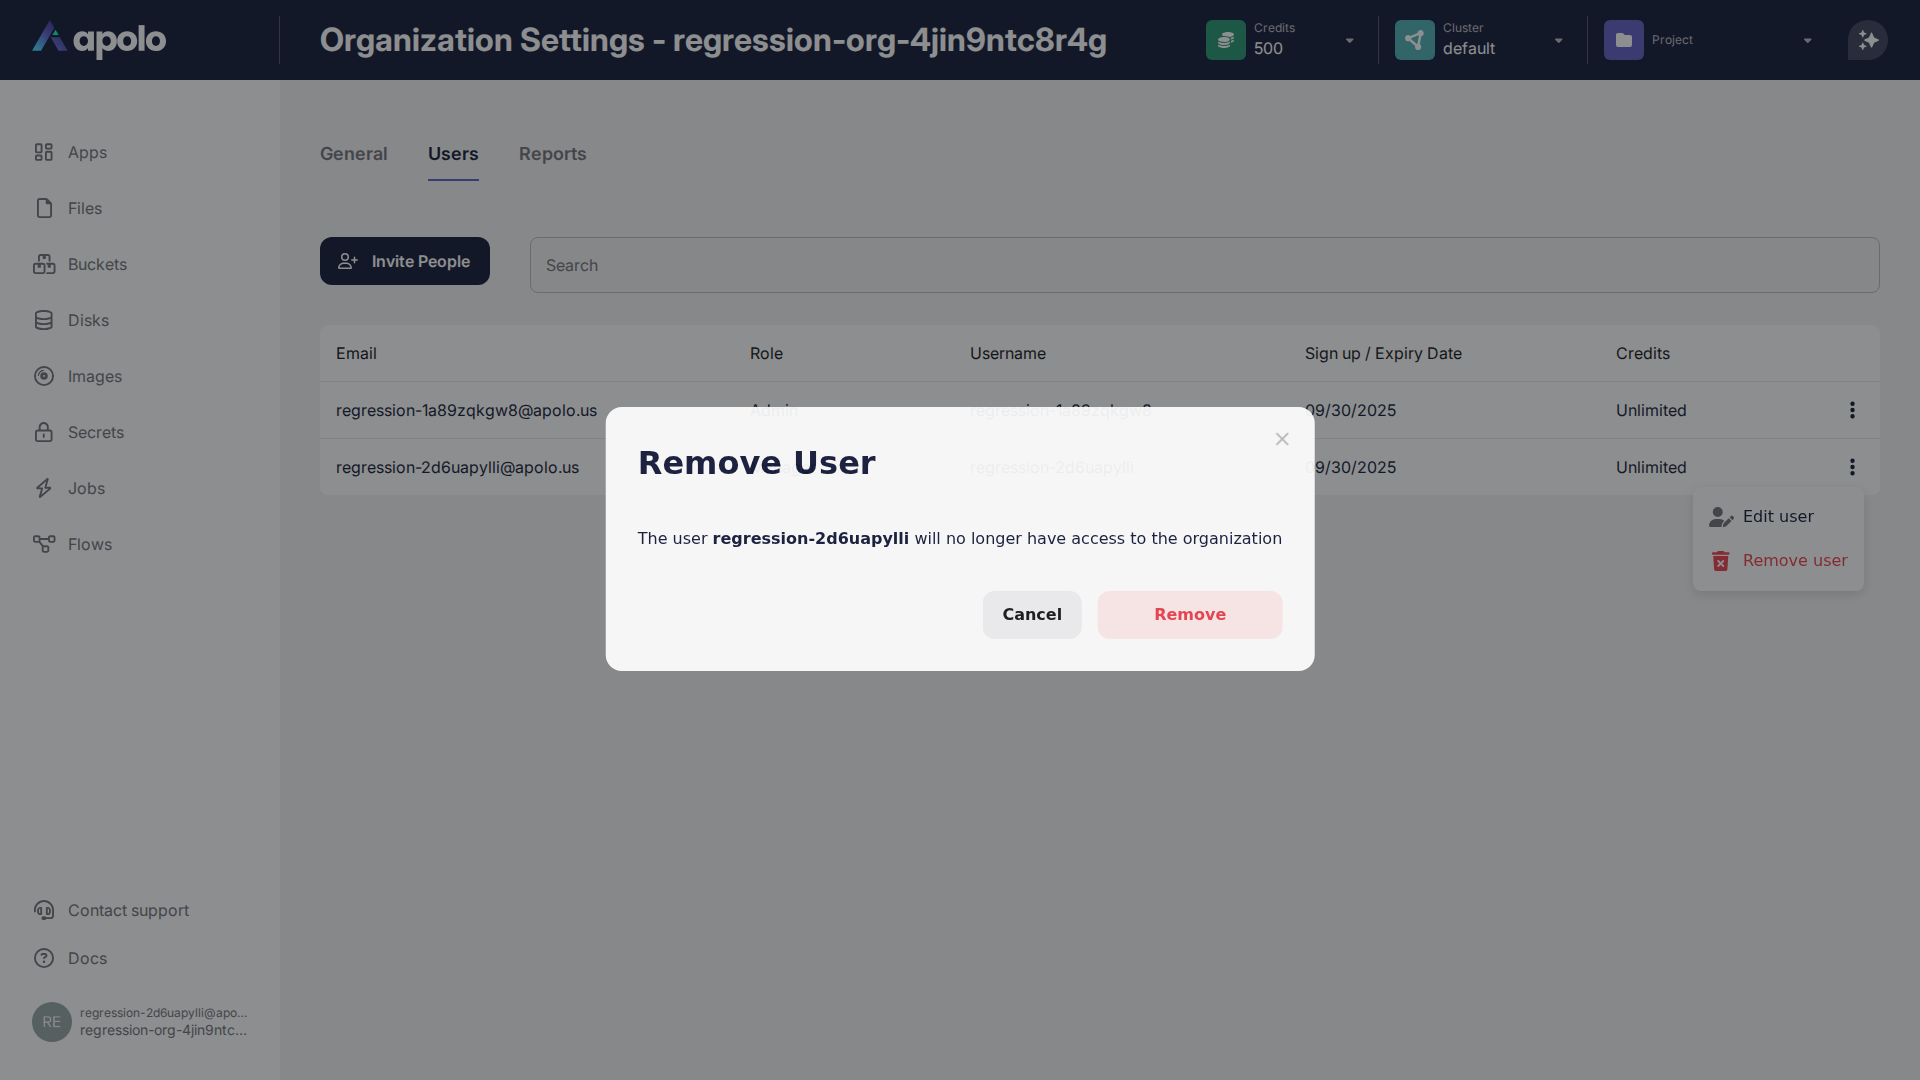 apolo
Organization Settings - regression-org-4jin9ntc8r4g
Credits
500
Cluster
default
Project
Apps
Files
Buckets
Disks
Images
Secrets
Jobs
Flows
General
Users
Reports
Invite People
Search
Email
Role
Username
Sign up / Expiry Date
Credits
regression-1a89zqkgw8@apolo.us
Admin
regression-1a89zqkgw8
09/30/2025
Unlimited
regression-2d6uapylli@apolo.us
regression-2d6uapylli
09/30/2025
Unlimited
Edit user
Remove user
Remove User
The user regression-2d6uapylli will no longer have access to the organization
Cancel
Remove
Contact support
Docs
RE
regression-2d6uapylli@apo...
regression-org-4jin9ntc...